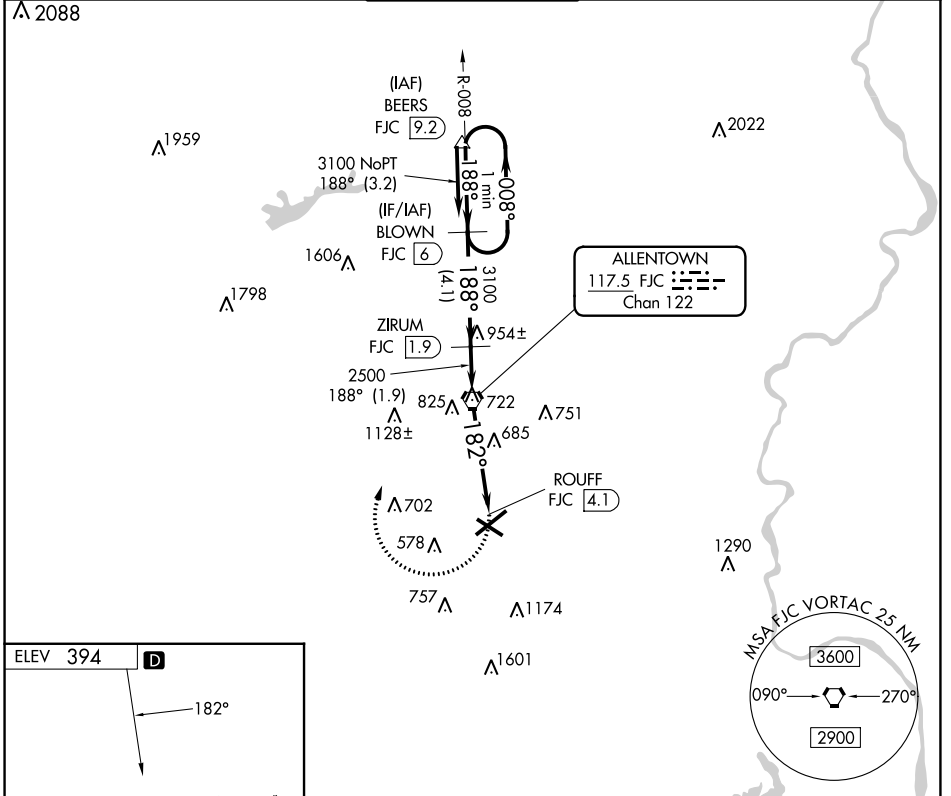 2088
(IAF)
BEERS
FJC 9.2
R-008
1959
2022
3100 NoPT
188° (3.2)
188°
1 min
008°
(IF/IAF)
BLOWN
FJC 6
1606
3100
188°
(4.1)
ALLENTOWN
117.5 FJC
Chan 122
1798
ZIRUM
FJC 1.9
954±
2500
188° (1.9)
825
722
751
1128±
685
182°
ROUFF
FJC 4.1
702
578
1290
757
1174
1601
MSA FJC VORTAC 25 NM
3600
090°
270°
2900
ELEV 394
D
182°